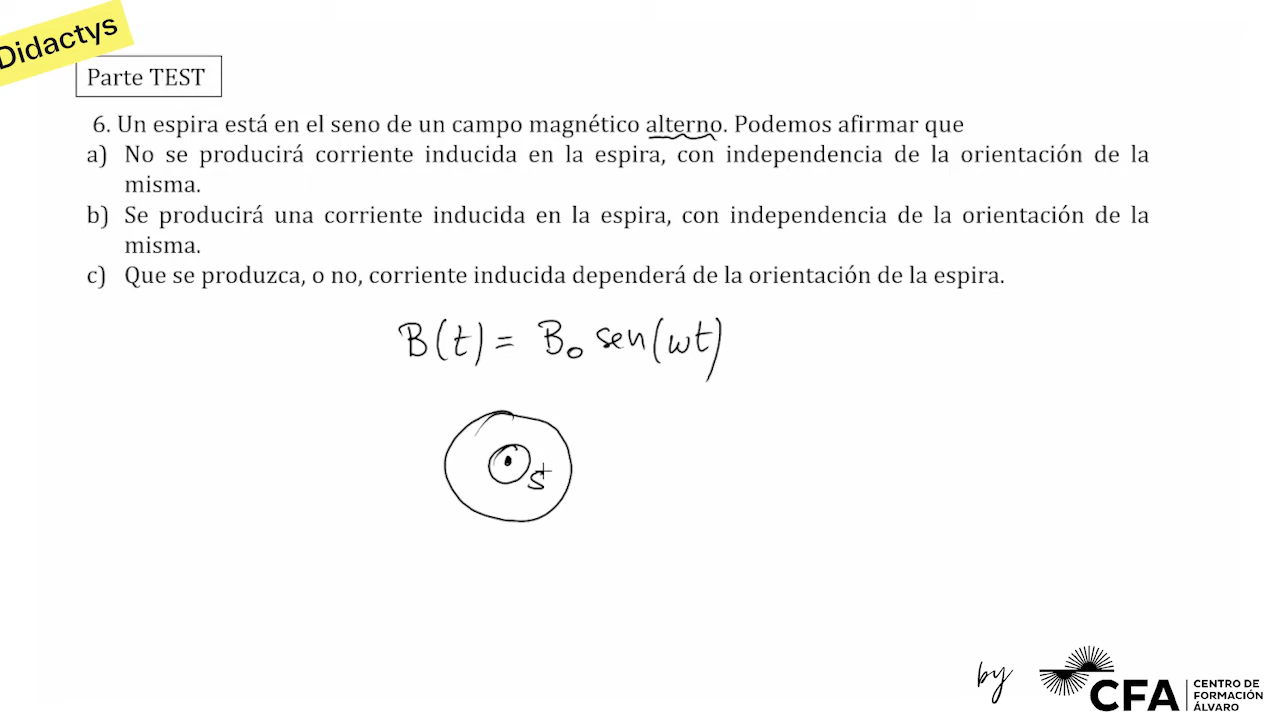 Didactys
Parte TEST
6. Un espira está en el seno de un campo magnético alterno. Podemos afirmar que
a) No se producirá corriente inducida en la espira, con independencia de la orientación de la
misma.
b) Se producirá una corriente inducida en la espira, con independencia de la orientación de la
misma.
c) Que se produzca, o no, corriente inducida dependerá de la orientación de la espira.
B(t) = B₀ sen(ωt)
S
by
CFA
CENTRO DE
FORMACIÓN
ÁLVARO